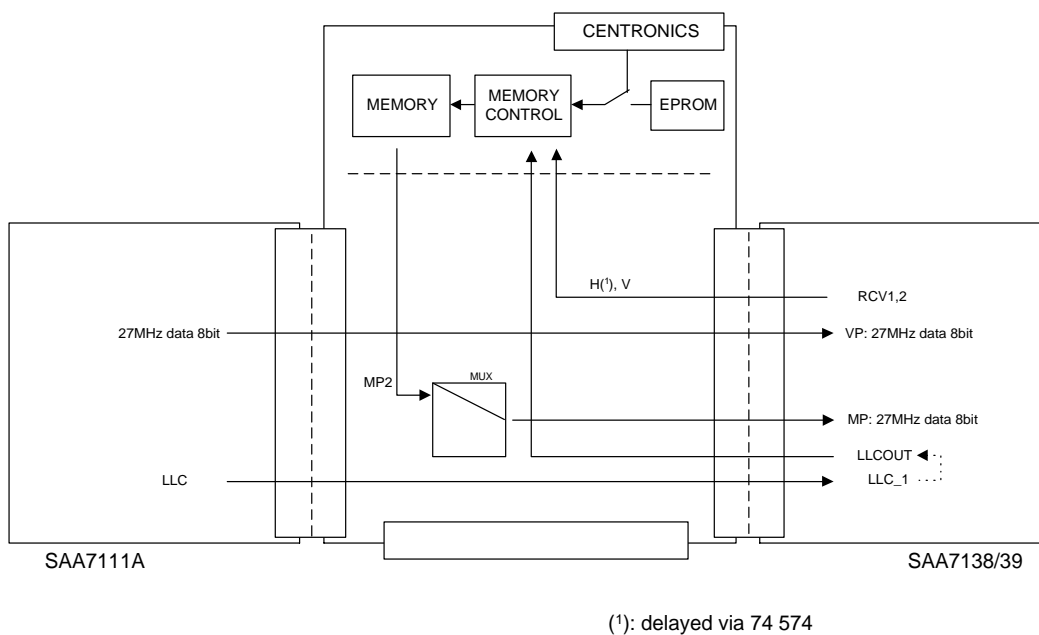 CENTRONICS
MEMORY
MEMORY
CONTROL
EPROM
H(¹), V
RCV1,2
27MHz data 8bit
VP: 27MHz data 8bit
MP2
MUX
MP: 27MHz data 8bit
LLCOUT
LLC
LLC_1
SAA7111A
SAA7138/39
(¹): delayed via 74 574